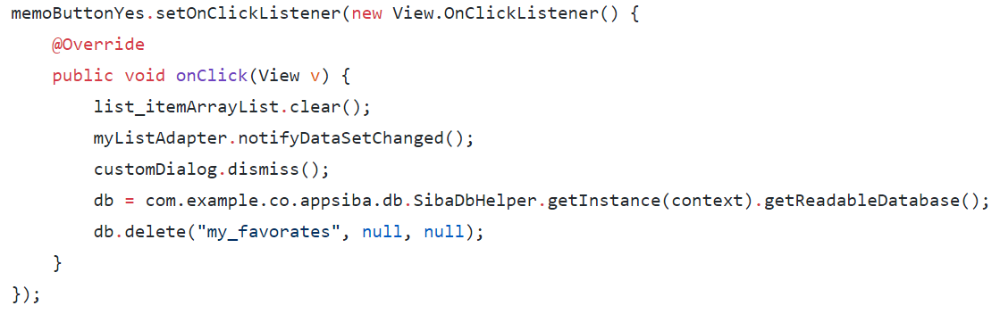 memoButtonYes.setOnClickListener(new View.OnClickListener() {
    @Override
    public void onClick(View v) {
        list_itemArrayList.clear();
        myListAdapter.notifyDataSetChanged();
        customDialog.dismiss();
        db = com.example.co.appsiba.db.SibaDbHelper.getInstance(context).getReadableDatabase();
        db.delete("my_favorates", null, null);
    }
});